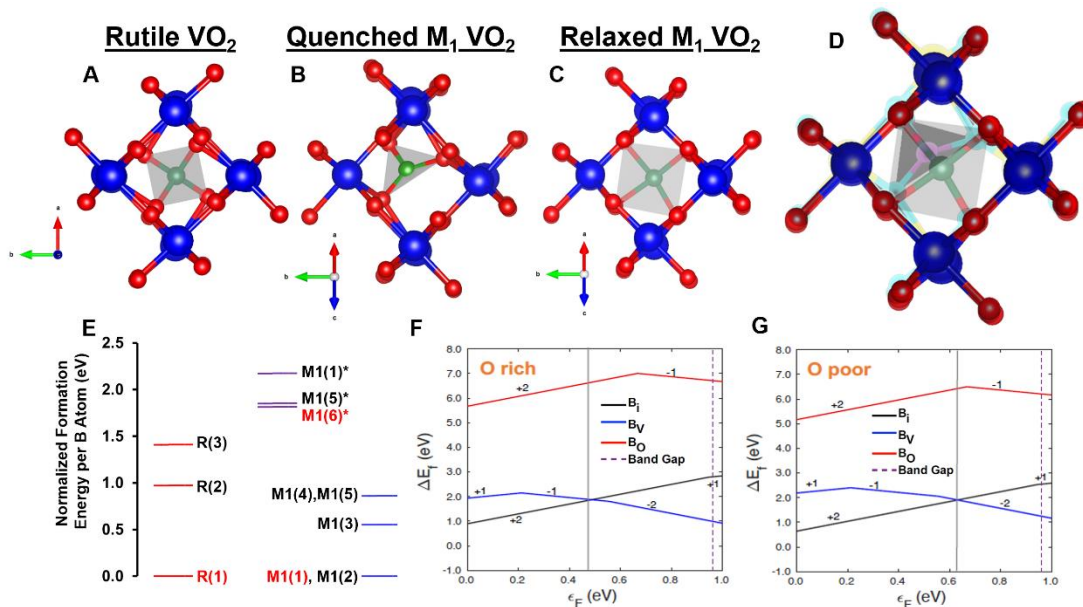 Rutile VO2
Quenched M1 VO2
Relaxed M1 VO2
A
B
C
D
a
b
a
b
c
a
b
c
E
Normalized Formation
Energy per B Atom (eV)
2.5
2.0
1.5
1.0
0.5
0.0
R(3)
R(2)
R(1)
M1(1)*
M1(5)*
M1(6)*
M1(4),M1(5)
M1(3)
M1(1), M1(2)
F
O rich
ΔEf (eV)
8.0
7.0
6.0
5.0
4.0
3.0
2.0
1.0
0.0
-1.0
+2
-1
Bi
BV
BO
Band Gap
+1
-1
+2
-2
+1
0.0 0.2 0.4 0.6 0.8 1.0
ϵF (eV)
G
O poor
ΔEf (eV)
8.0
7.0
6.0
5.0
4.0
3.0
2.0
1.0
0.0
-1.0
+2
-1
Bi
BV
BO
Band Gap
+1
-1
+2
-2
+1
0.0 0.2 0.4 0.6 0.8 1.0
ϵF (eV)